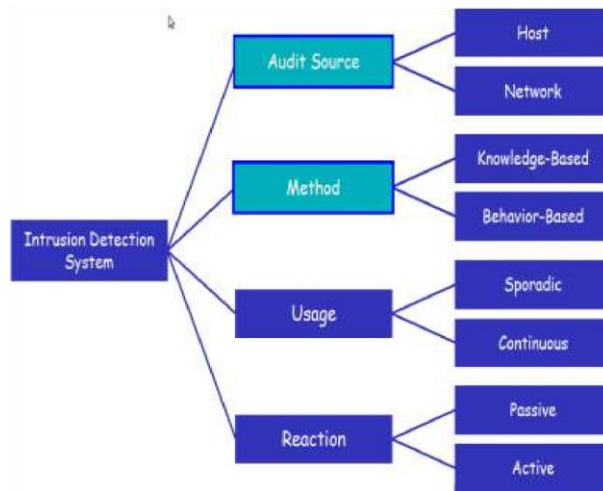 Audit Source
Host
Network
Method
Knowledge-Based
Behavior-Based
Intrusion Detection
System
Usage
Sporadic
Continuous
Reaction
Passive
Active